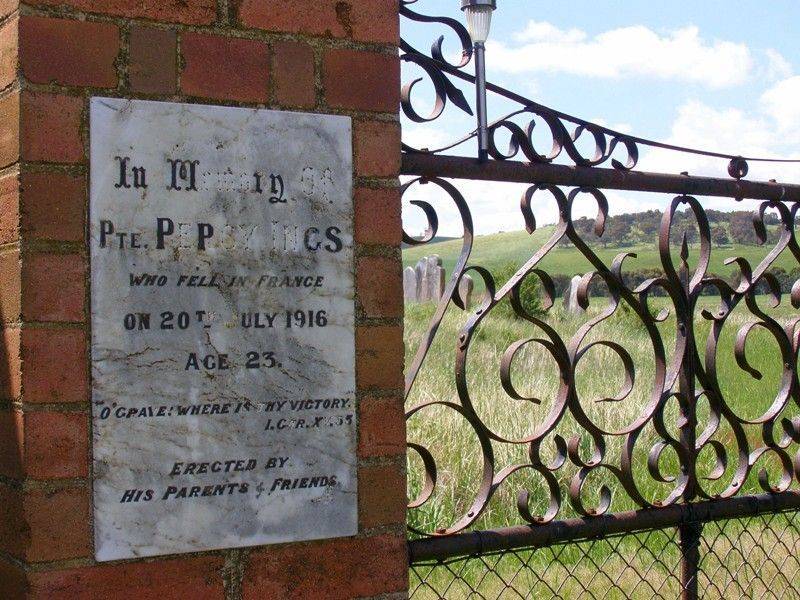 In Memory of
PTE. PERCY INGS
WHO FELL IN FRANCE
ON 20TH JULY 1916
AGE 23.
"O'GRAVE! WHERE IS THY VICTORY.
I. COR. XV. 55
ERECTED BY
HIS PARENTS & FRIENDS.